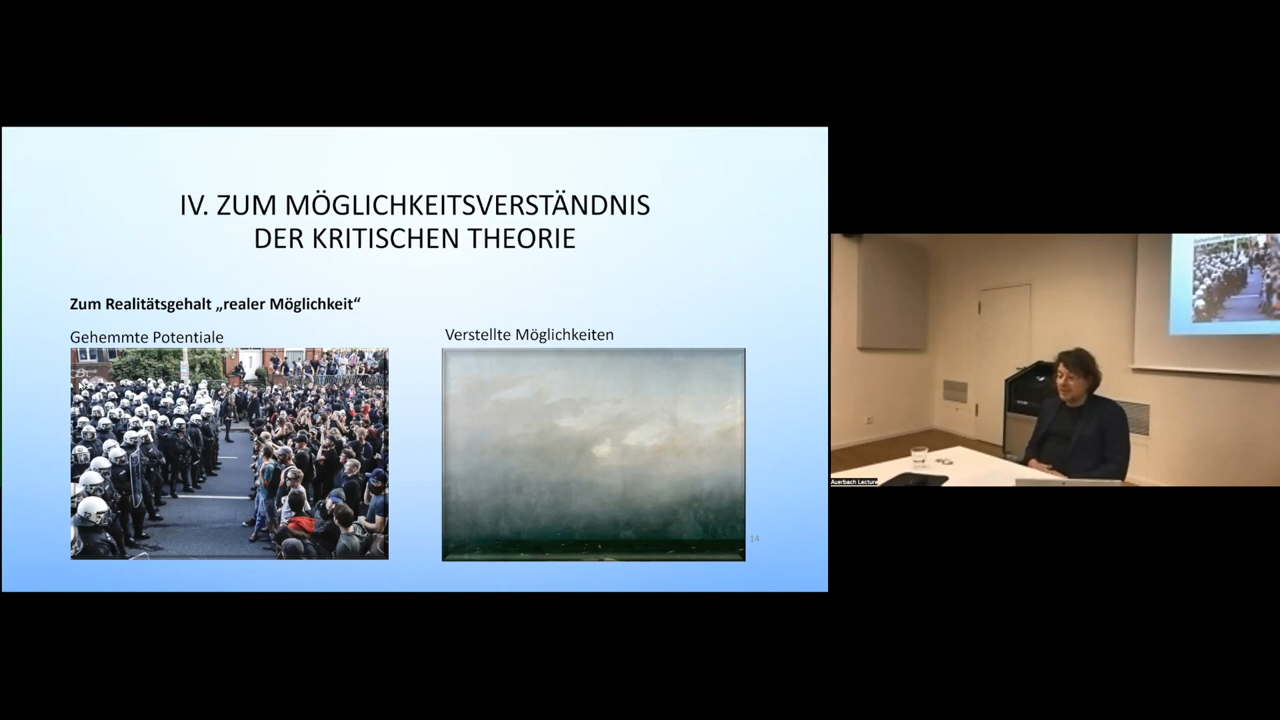 IV. ZUM MÖGLICHKEITSVERSTÄNDNIS
DER KRITISCHEN THEORIE
Zum Realitätsgehalt „realer Möglichkeit“
Gehemmte Potentiale
Verstellte Möglichkeiten
14
Auerbach Lecture